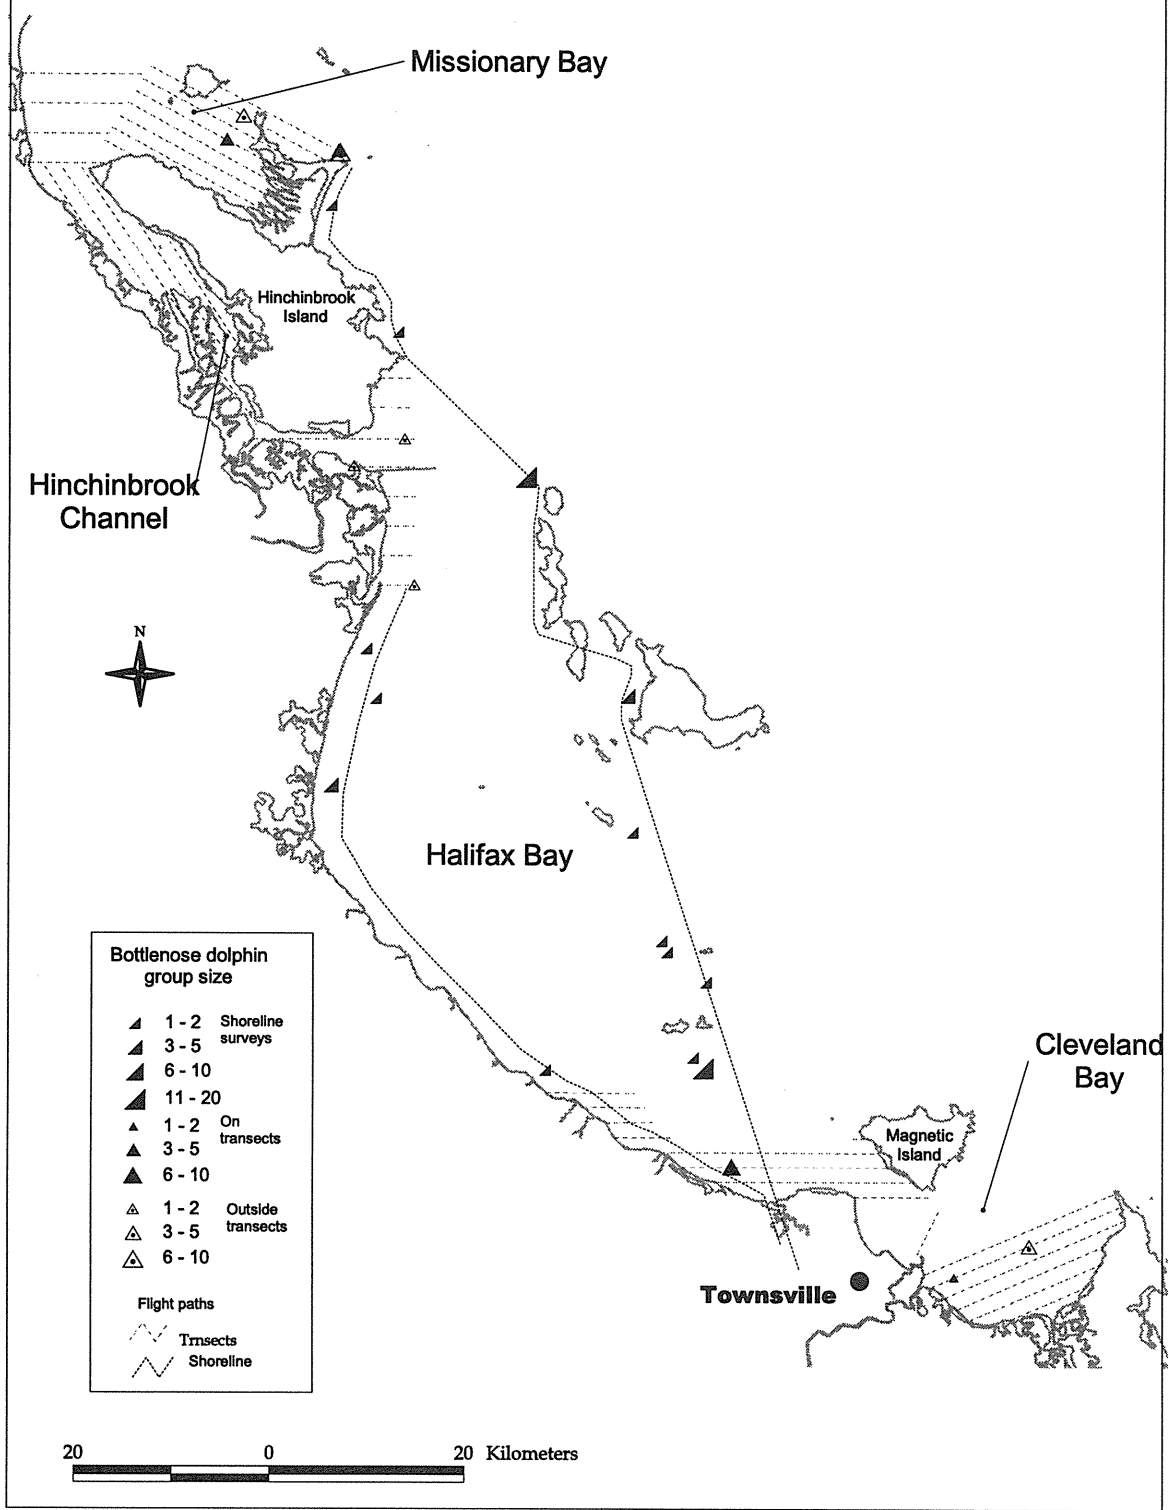 Missionary Bay
Hinchinbrook
Island
Hinchinbrook
Channel
N
Halifax Bay
Bottlenose dolphin
group size
1 - 2 Shoreline
surveys
3 - 5
6 - 10
11 - 20
1 - 2 On
transects
3 - 5
6 - 10
1 - 2 Outside
transects
3 - 5
6 - 10
Flight paths
Trnsects
Shoreline
Cleveland
Bay
Magnetic
Island
Townsville
20 0 20 Kilometers